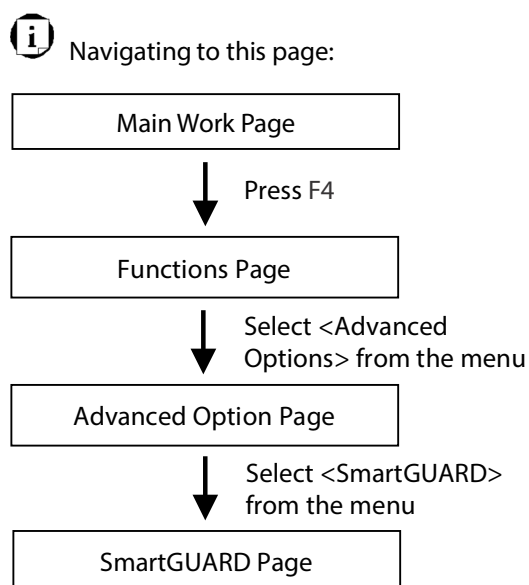 i
Navigating to this page:
Main Work Page
Press F4
Functions Page
Select <Advanced
Options> from the menu
Advanced Option Page
Select <SmartGUARD>
from the menu
SmartGUARD Page